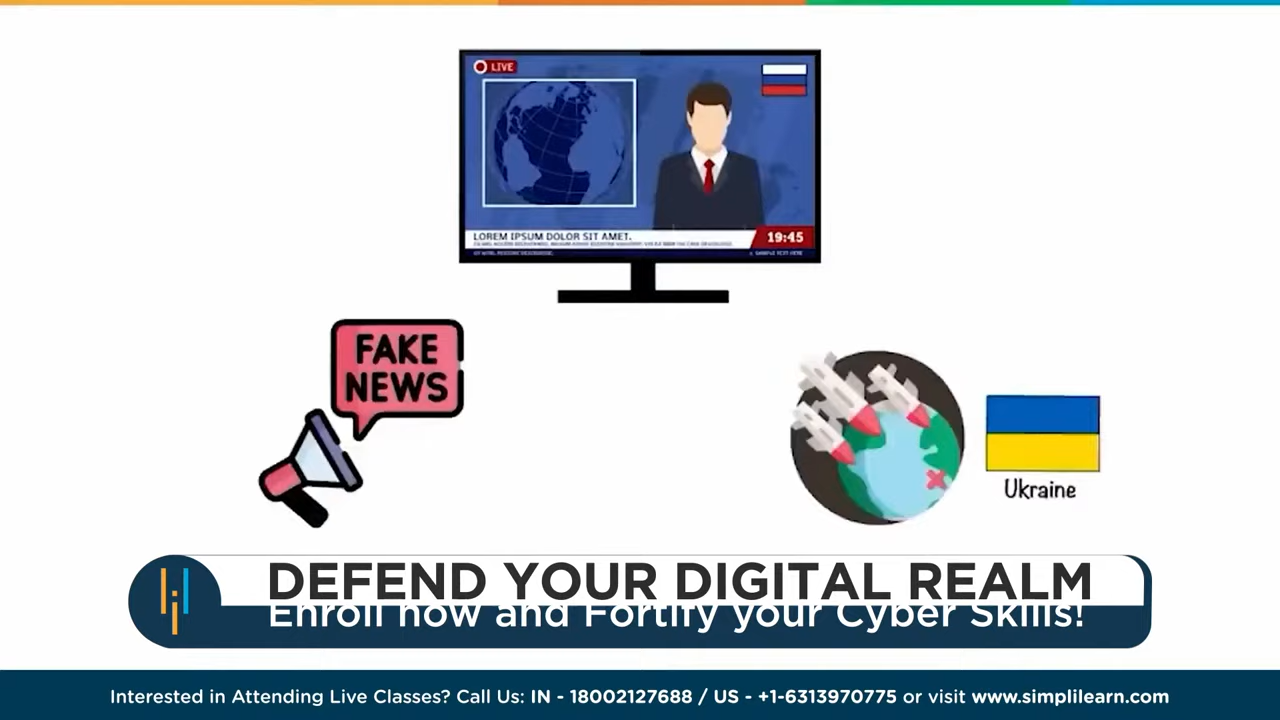 LIVE
LOREM IPSUM DOLOR SIT AMET.
19:45
FAKE
NEWS
Ukraine
DEFEND YOUR DIGITAL REALM
Enroll now and Fortify your Cyber Skills!
Interested in Attending Live Classes? Call Us: IN - 18002127688 / US - +1-6313970775 or visit www.simplilearn.com